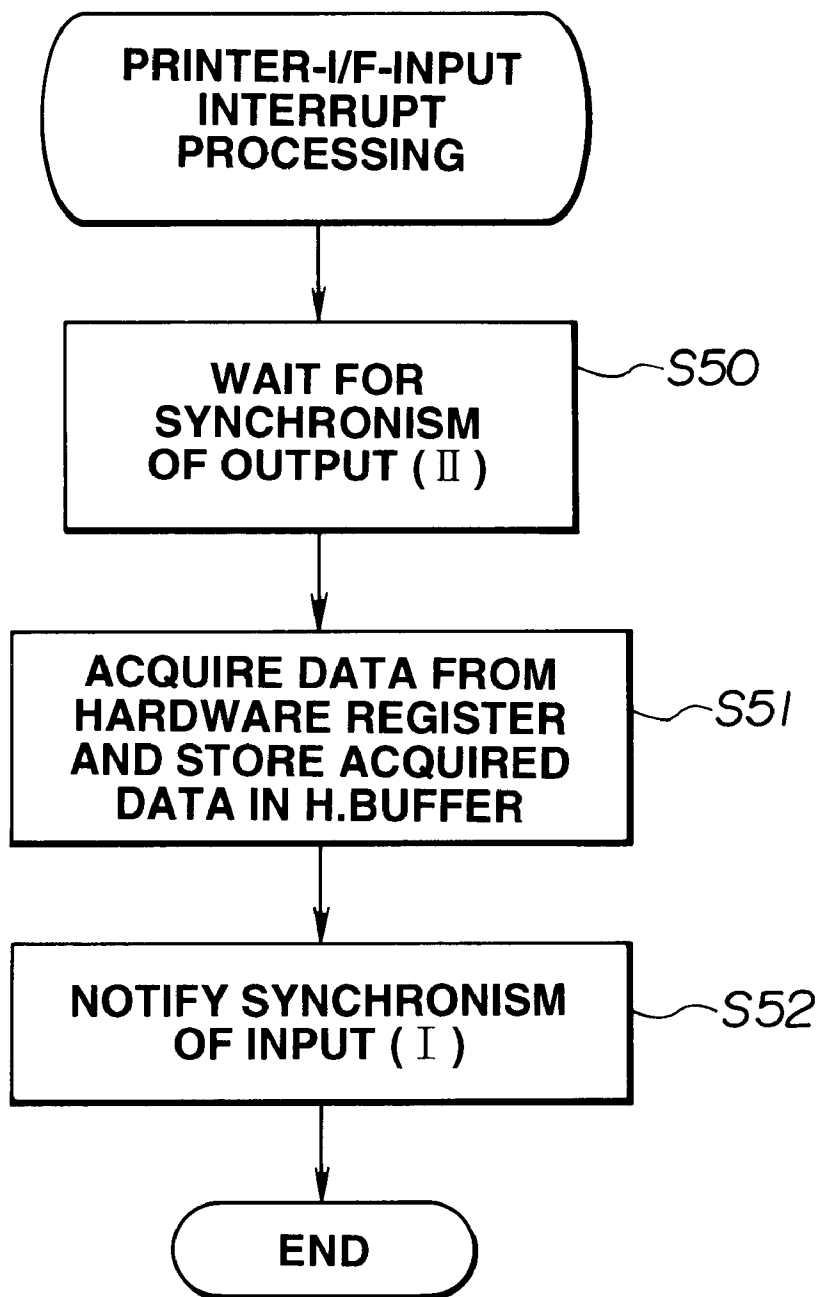 PRINTER-I/F-INPUT
INTERRUPT
PROCESSING
WAIT FOR
SYNCHRONISM
OF OUTPUT (Ⅱ)
S50
ACQUIRE DATA FROM
HARDWARE REGISTER
AND STORE ACQUIRED
DATA IN H.BUFFER
S51
NOTIFY SYNCHRONISM
OF INPUT (Ⅰ)
S52
END